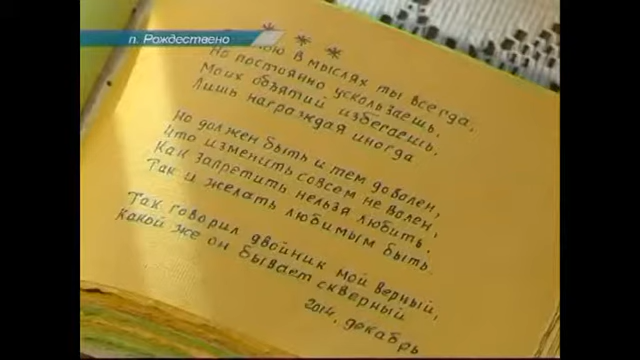 п. Рождествено
* * *
мною в мыслях ты всегда,
Но постоянно ускользаешь,
Моих объятий избегаешь,
Лишь награждая иногда
Но должен быть и тем доволен,
Что изменить совсем не волен,
Как запретить нельзя любить,
Так и желать любимым быть.
Так говорил двойник мой верный,
Какой же он бывает скверный
2014, декабрь